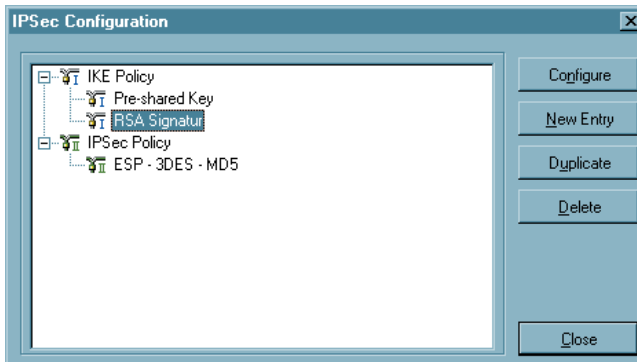 IPSec Configuration
IKE Policy
Pre-shared Key
RSA Signatur
IPSec Policy
ESP - 3DES - MD5
Configure
New Entry
Duplicate
Delete
Close